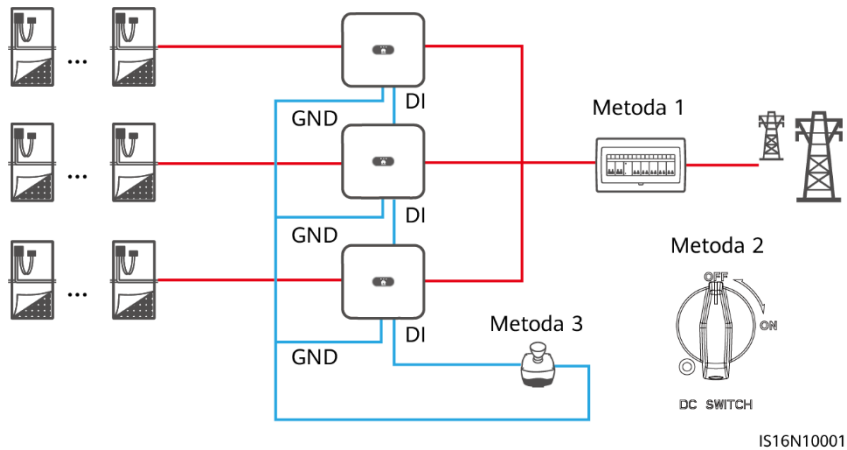 ...
DI
GND
Metoda 1
...
DI
GND
Metoda 2
OFF
ON
...
DI
GND
Metoda 3
DC SWITCH
IS16N10001